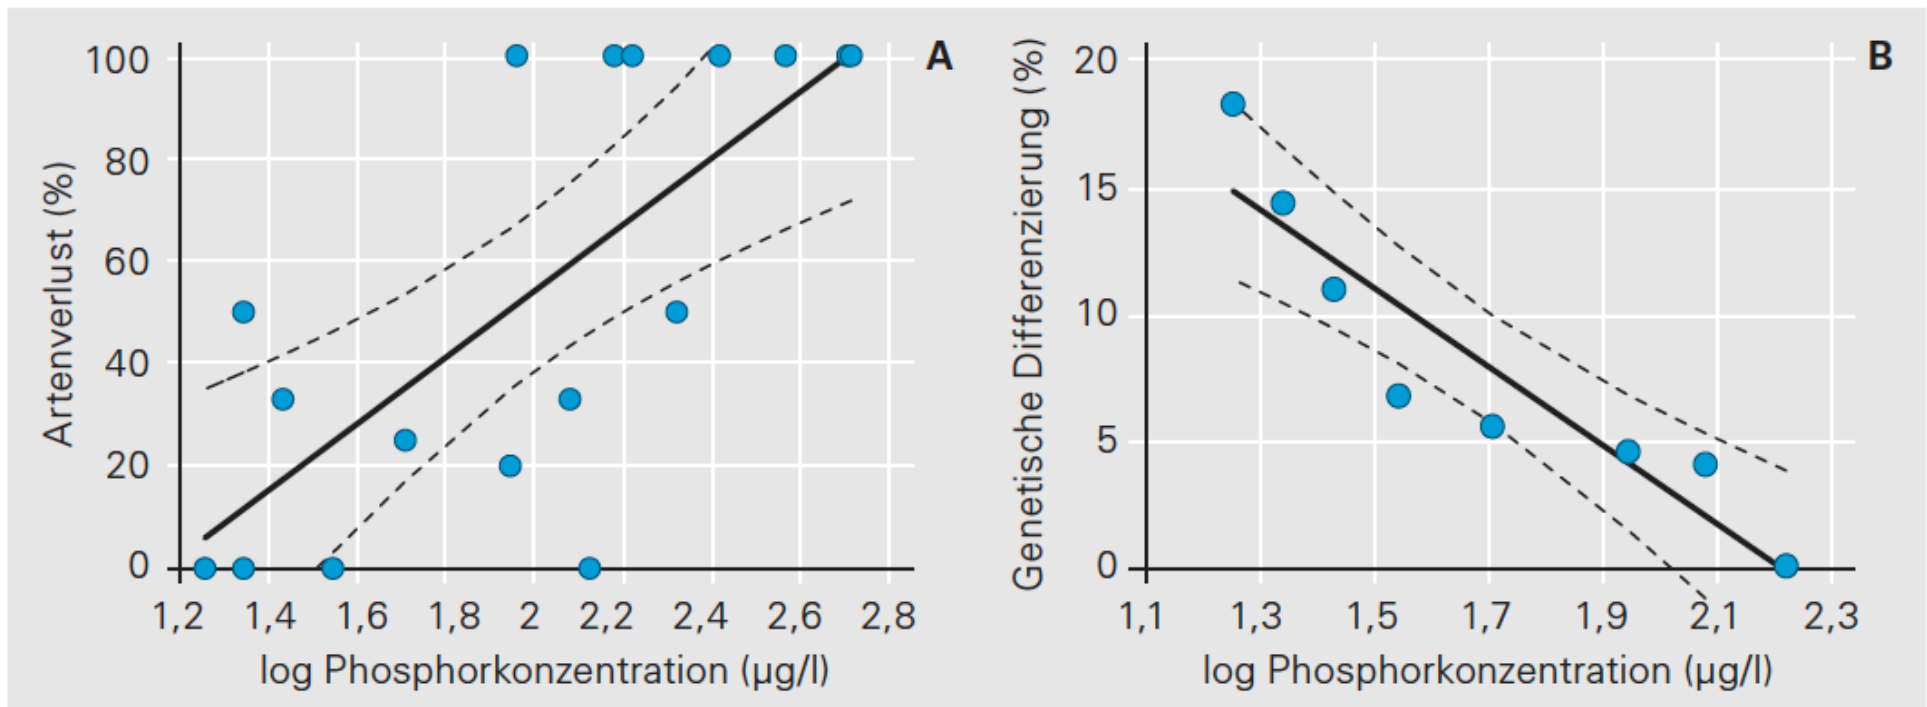 A
Artenverlust (%)
100
80
60
40
20
0
1,2 1,4 1,6 1,8 2 2,2 2,4 2,6 2,8
log Phosphorkonzentration (µg/l)
B
Genetische Differenzierung (%)
20
15
10
5
0
1,1 1,3 1,5 1,7 1,9 2,1 2,3
log Phosphorkonzentration (µg/l)